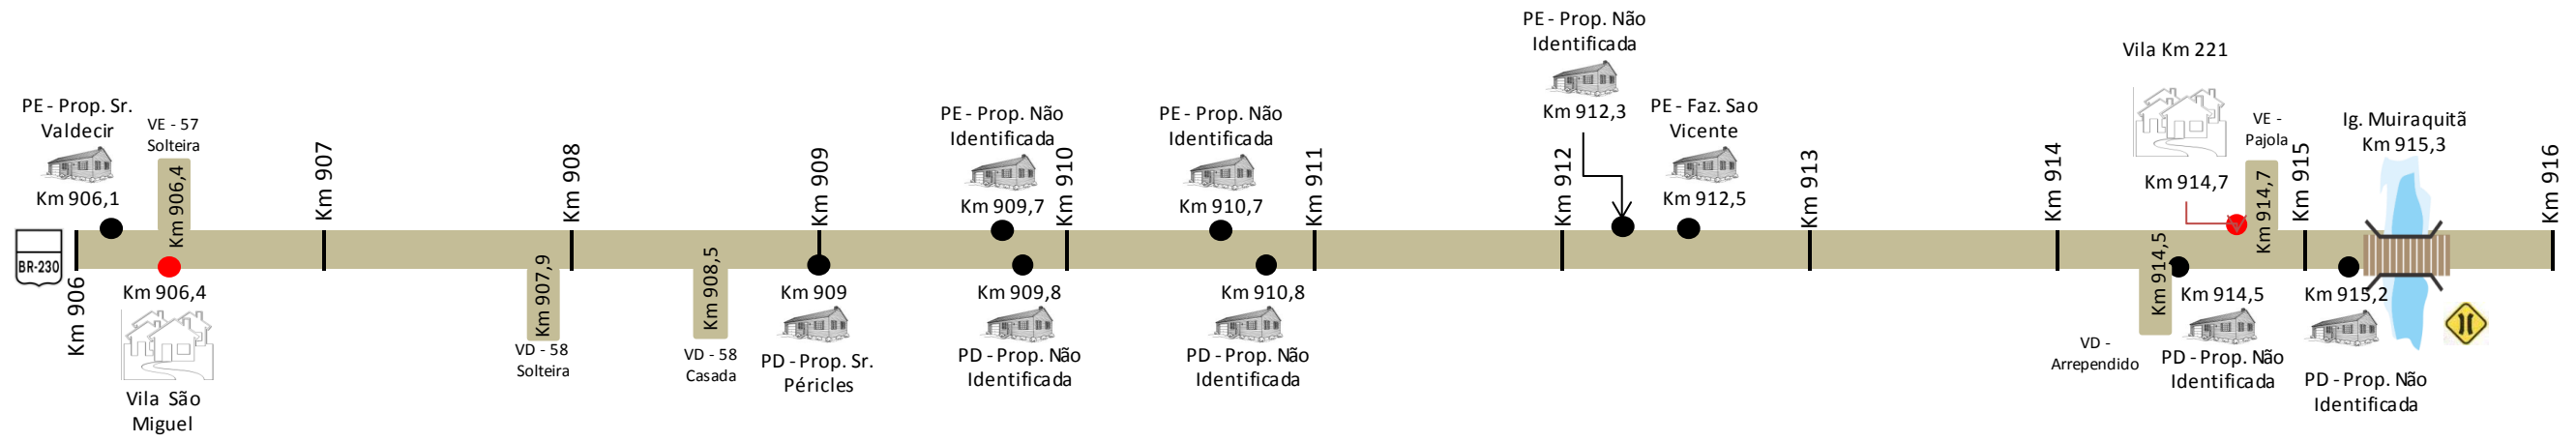 BR-230
Km 906
PE - Prop. Sr.
Valdecir
Km 906,1
VE - 57
Solteira
Km 906,4
Km 906,4
Vila São
Miguel
Km 907
Km 907,9
VD - 58
Solteira
Km 908
Km 908,5
VD - 58
Casada
Km 909
Km 909
PD - Prop. Sr.
Péricles
PE - Prop. Não
Identificada
Km 909,7
Km 909,8
PD - Prop. Não
Identificada
Km 910
PE - Prop. Não
Identificada
Km 910,7
Km 910,8
PD - Prop. Não
Identificada
Km 911
Km 912
PE - Prop. Não
Identificada
Km 912,3
PE - Faz. Sao
Vicente
Km 912,5
Km 913
Km 914
Km 914,5
VD -
Arrependido
Km 914,5
PD - Prop. Não
Identificada
Vila Km 221
Km 914,7
VE -
Pajola
Km 914,7
Km 915
Km 915,2
PD - Prop. Não
Identificada
Ig. Muiraquitã
Km 915,3
Km 916